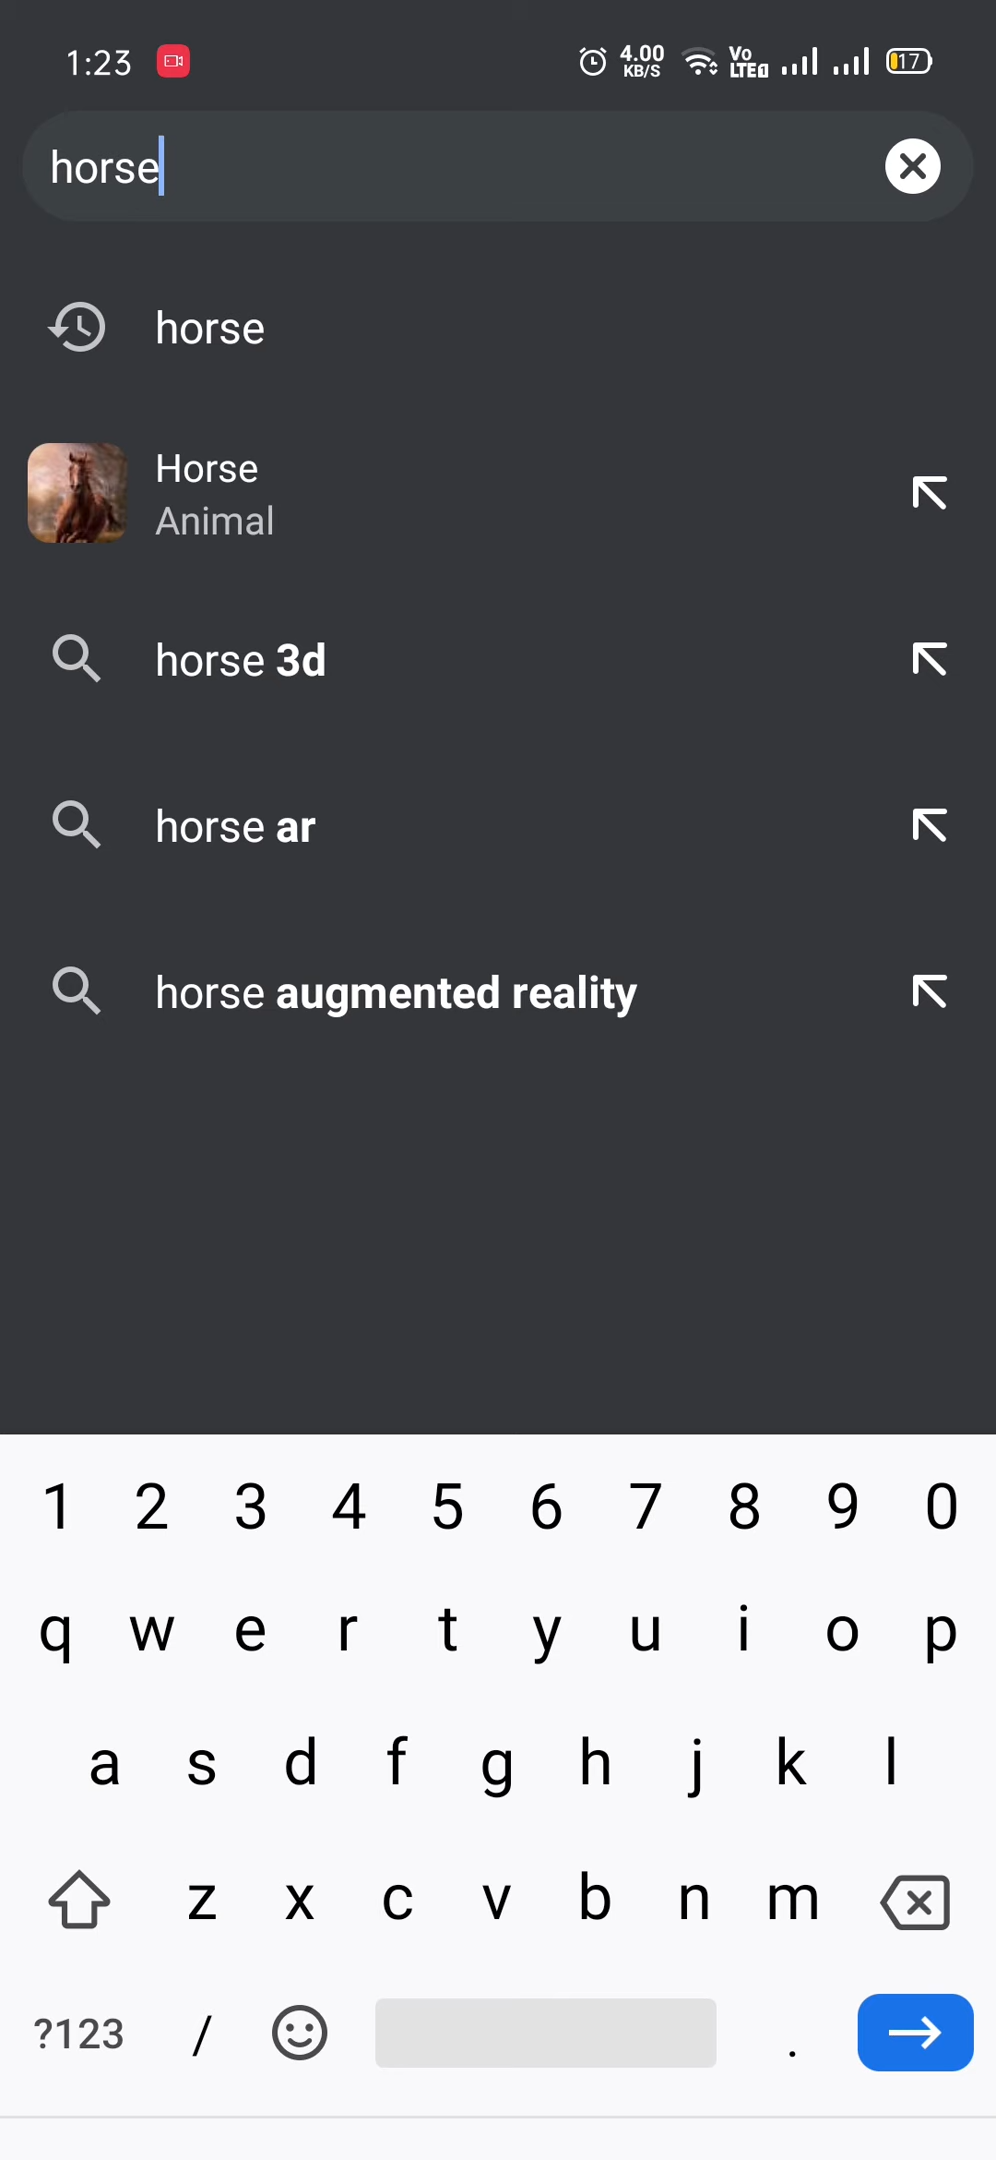 1:23 4.00 KB/S Vo LTE1 17
horse
horse
Horse
Animal
horse 3d
horse ar
horse augmented reality
1 2 3 4 5 6 7 8 9 0
q w e r t y u i o p
a s d f g h j k l
z x c v b n m
?123 / .